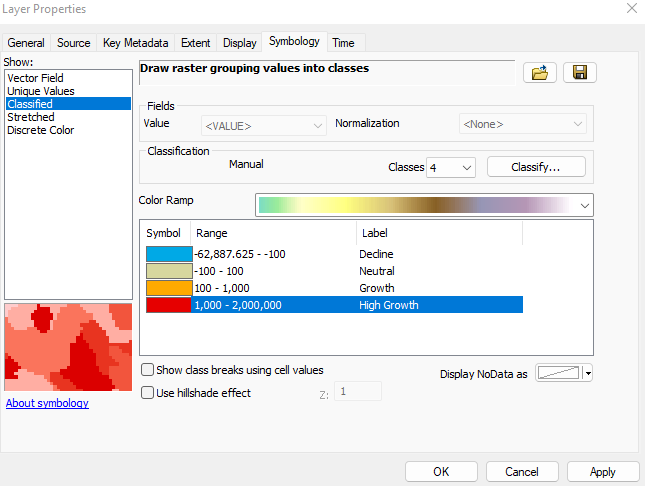 Layer Properties
General Source Key Metadata Extent Display Symbology Time
Show:
Vector Field
Unique Values
Classified
Stretched
Discrete Color
About symbology
Draw raster grouping values into classes
Fields
Value <VALUE> Normalization <None>
Classification
Manual Classes 4 Classify...
Color Ramp
Symbol Range Label
-62,887.625 - -100 Decline
-100 - 100 Neutral
100 - 1,000 Growth
1,000 - 2,000,000 High Growth
Show class breaks using cell values
Display NoData as
Use hillshade effect Z: 1
OK Cancel Apply